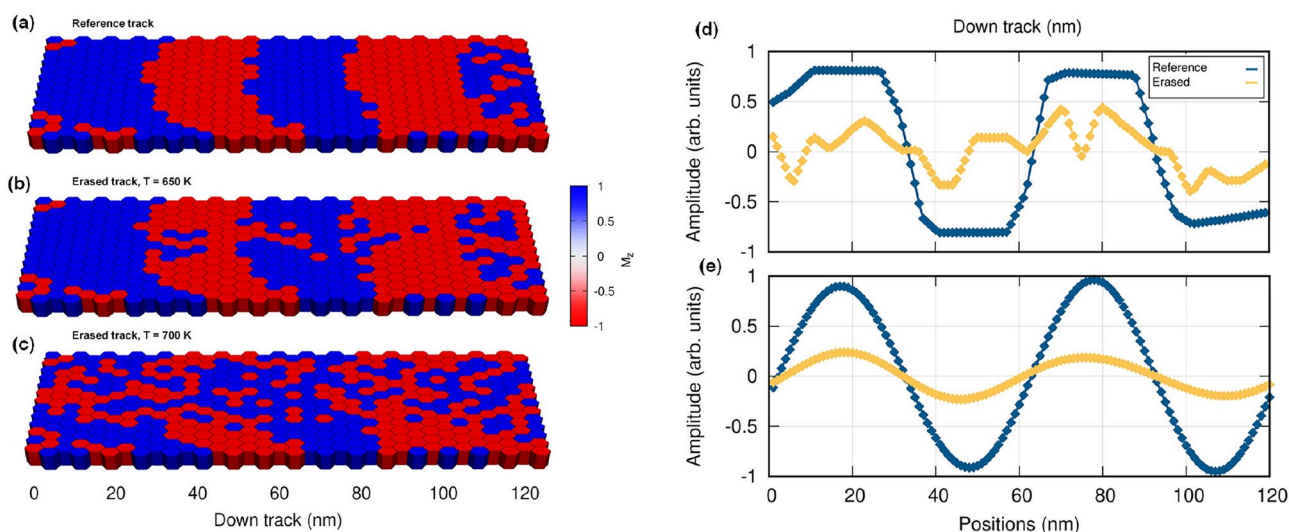 (a)
Reference track
(b)
Erased track, T = 650 K
(c)
Erased track, T = 700 K
0 20 40 60 80 100 120
Down track (nm)
1
0.5
0
-0.5
-1
M_z
(d)
Down track (nm)
Reference
Erased
1
0.5
0
-0.5
-1
Amplitude (arb. units)
(e)
1
0.5
0
-0.5
-1
Amplitude (arb. units)
0 20 40 60 80 100 120
Positions (nm)